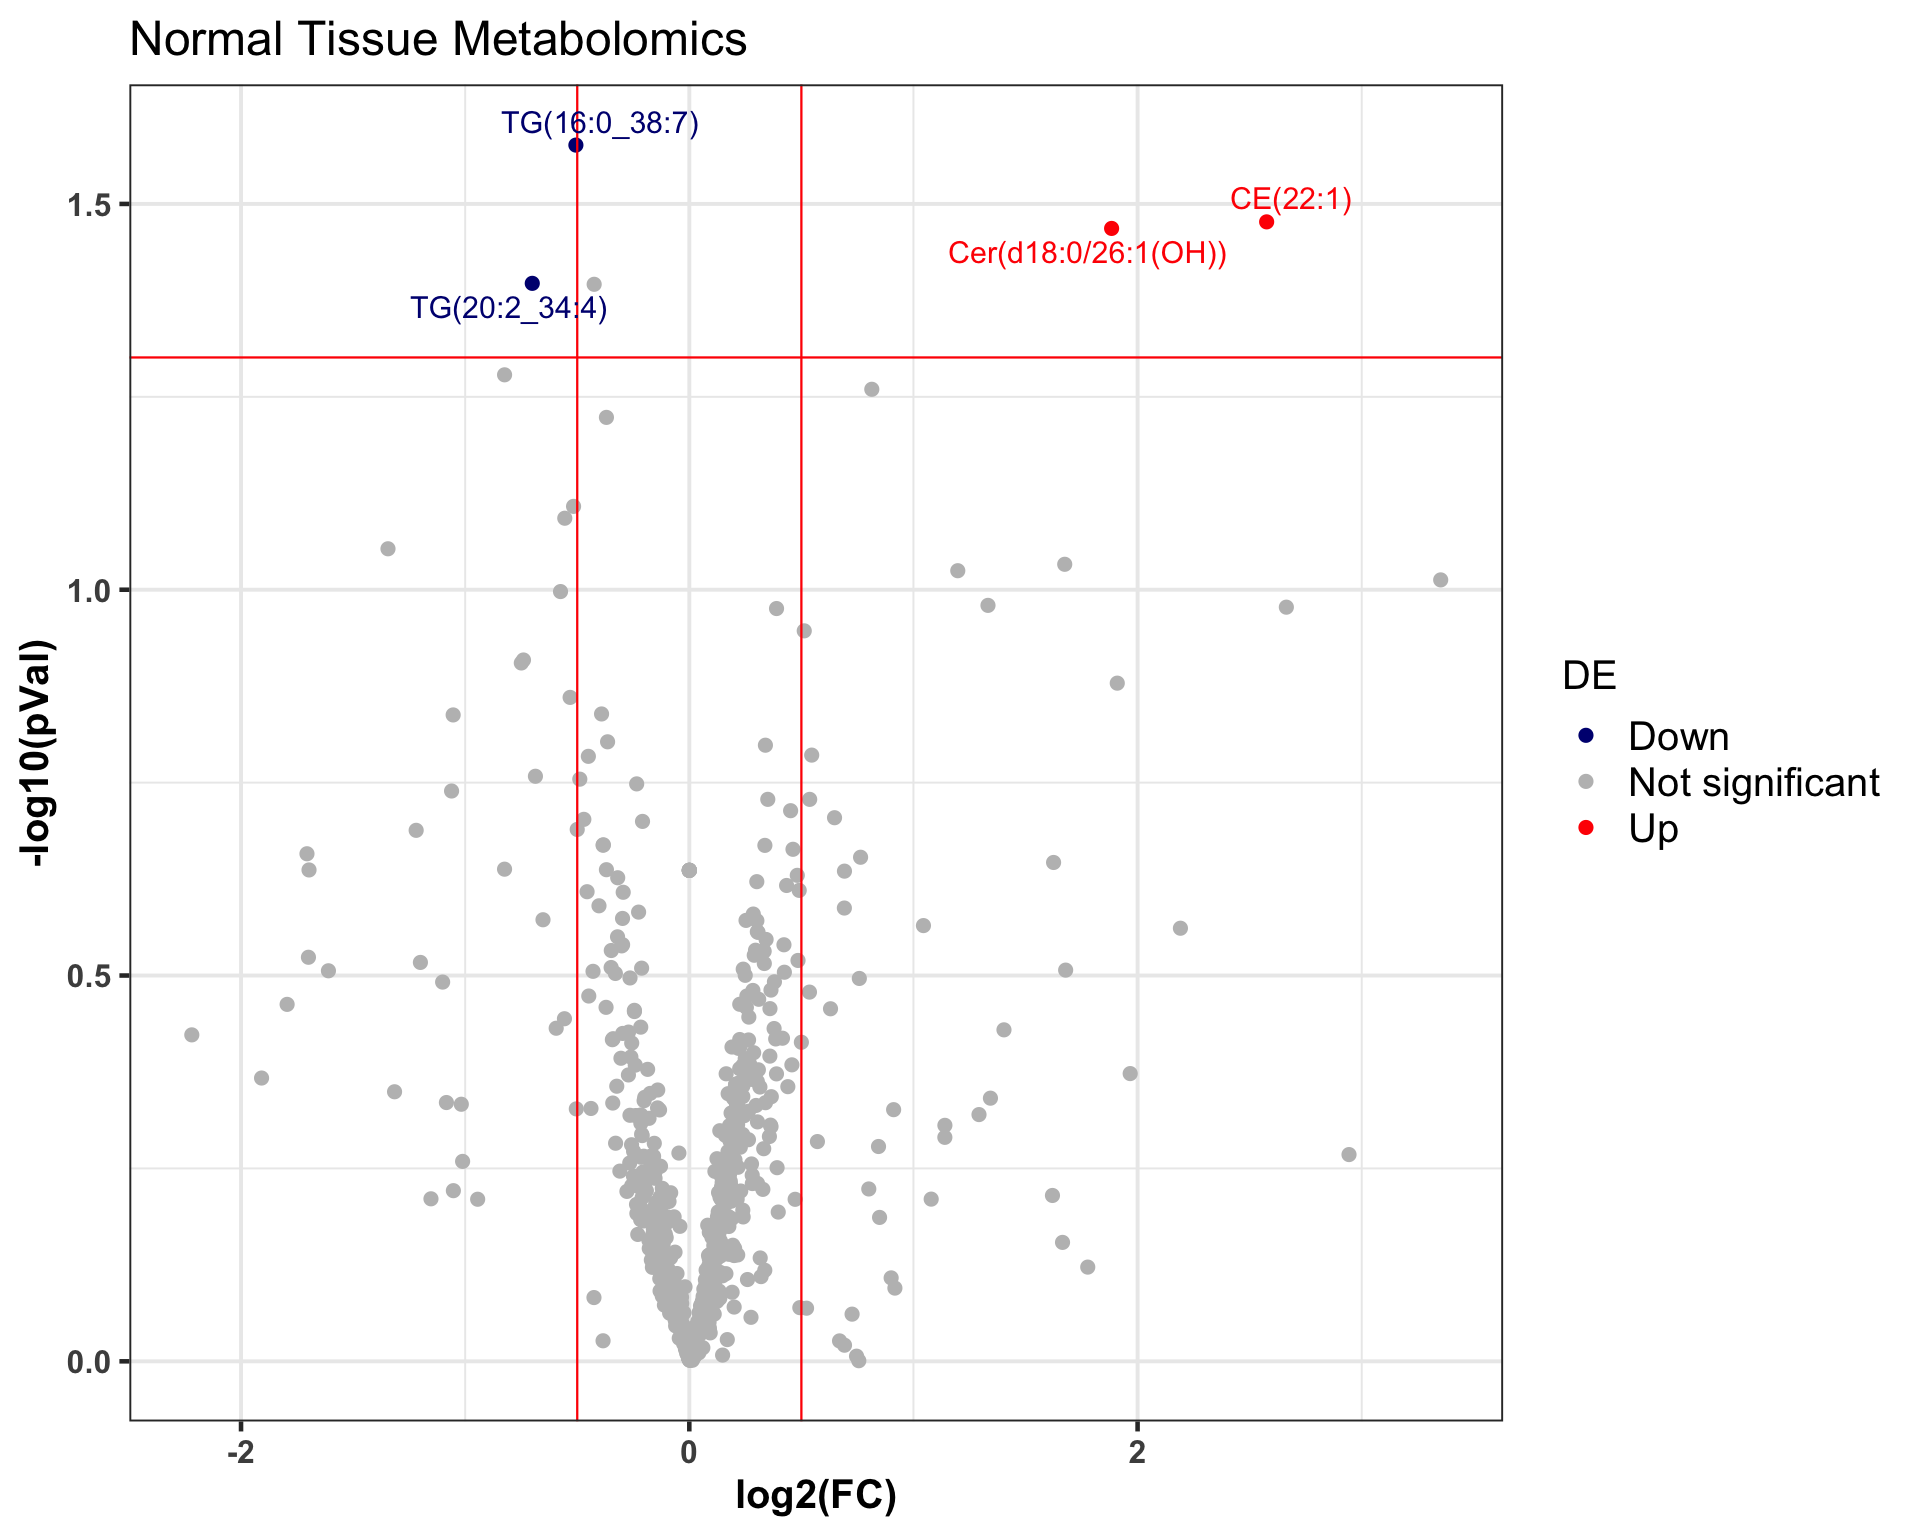 Normal Tissue Metabolomics
TG(16:0_38:7)
CE(22:1)
Cer(d18:0/26:1(OH))
TG(20:2_34:4)
1.5
1.0
0.5
0.0
-log10(pVal)
-2
0
2
log2(FC)
DE
Down
Not significant
Up